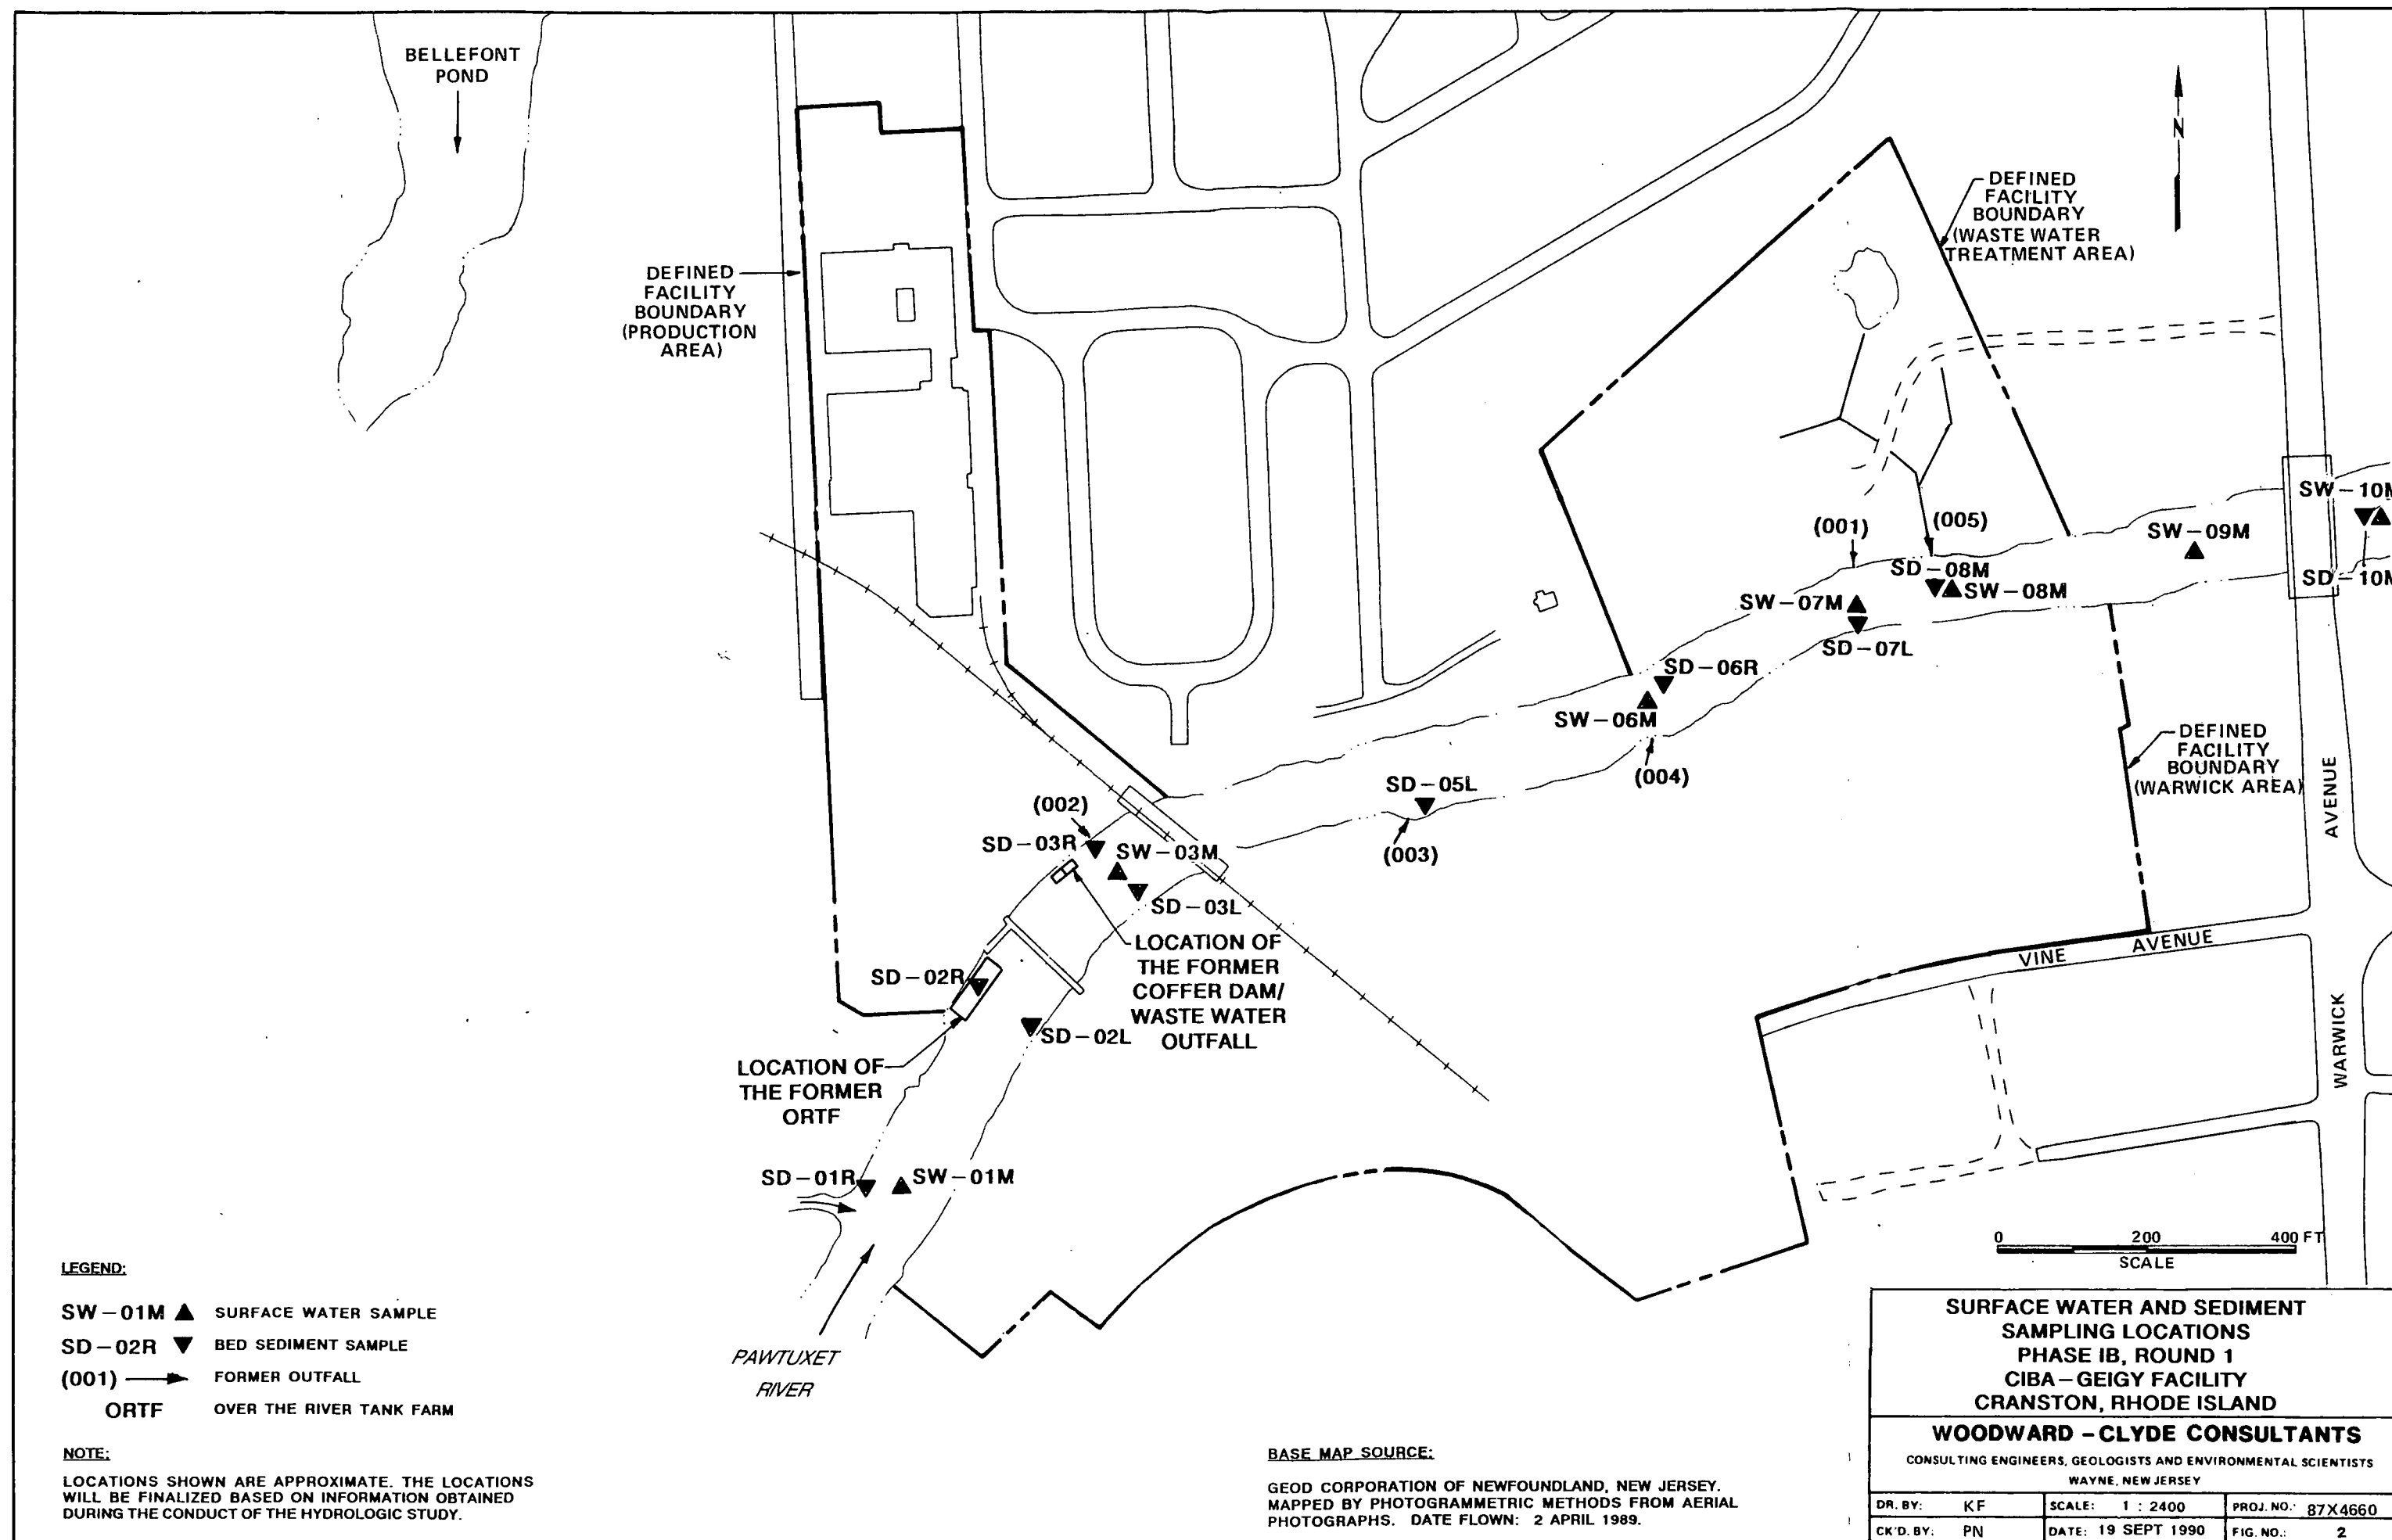 BELLEFONT
POND
N
DEFINED
FACILITY
BOUNDARY
(WASTE WATER
TREATMENT AREA)
DEFINED
FACILITY
BOUNDARY
(PRODUCTION
AREA)
(001)
(005)
SW-10M
SW-09M
SD-08M
SW-08M
SD-10M
SW-07M
SD-07L
SD-06R
SW-06M
(004)
DEFINED
FACILITY
BOUNDARY
(WARWICK AREA)
SD-05L
(003)
(002)
SD-03R
SW-03M
SD-03L
LOCATION OF
THE FORMER
COFFER DAM/
WASTE WATER
OUTFALL
SD-02R
SD-02L
LOCATION OF
THE FORMER
ORTF
VINE AVENUE
WARWICK AVENUE
SD-01R
SW-01M
PAWTUXET
RIVER
0 200 400 FT
SCALE
LEGEND:
SW-01M ▲ SURFACE WATER SAMPLE
SD-02R ▼ BED SEDIMENT SAMPLE
(001) FORMER OUTFALL
ORTF OVER THE RIVER TANK FARM
NOTE:
LOCATIONS SHOWN ARE APPROXIMATE. THE LOCATIONS
WILL BE FINALIZED BASED ON INFORMATION OBTAINED
DURING THE CONDUCT OF THE HYDROLOGIC STUDY.
BASE MAP SOURCE:
GEOD CORPORATION OF NEWFOUNDLAND, NEW JERSEY.
MAPPED BY PHOTOGRAMMETRIC METHODS FROM AERIAL
PHOTOGRAPHS. DATE FLOWN: 2 APRIL 1989.
SURFACE WATER AND SEDIMENT
SAMPLING LOCATIONS
PHASE IB, ROUND 1
CIBA-GEIGY FACILITY
CRANSTON, RHODE ISLAND
WOODWARD-CLYDE CONSULTANTS
CONSULTING ENGINEERS, GEOLOGISTS AND ENVIRONMENTAL SCIENTISTS
WAYNE, NEW JERSEY
DR. BY: KF SCALE: 1 : 2400 PROJ. NO.: 87X4660
CK'D. BY: PN DATE: 19 SEPT 1990 FIG. NO.: 2